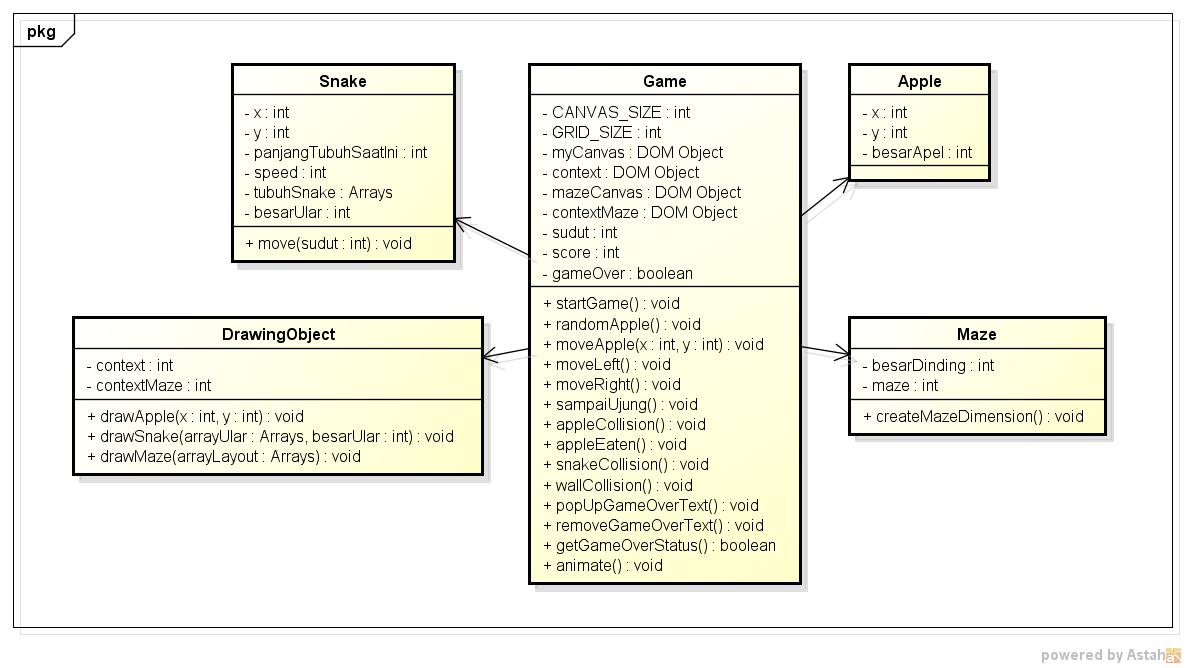 pkg
Snake
- x : int
- y : int
- panjangTubuhSaatIni : int
- speed : int
- tubuhSnake : Arrays
- besarUlar : int
+ move(sudut : int) : void
Game
- CANVAS_SIZE : int
- GRID_SIZE : int
- myCanvas : DOM Object
- context : DOM Object
- mazeCanvas : DOM Object
- contextMaze : DOM Object
- sudut : int
- score : int
- gameOver : boolean
+ startGame() : void
+ randomApple() : void
+ moveApple(x : int, y : int) : void
+ moveLeft() : void
+ moveRight() : void
+ sampaiUjung() : void
+ appleCollision() : void
+ appleEaten() : void
+ snakeCollision() : void
+ wallCollision() : void
+ popUpGameOverText() : void
+ removeGameOverText() : void
+ getGameOverStatus() : boolean
+ animate() : void
Apple
- x : int
- y : int
- besarApel : int
DrawingObject
- context : int
- contextMaze : int
+ drawApple(x : int, y : int) : void
+ drawSnake(arrayUlar : Arrays, besarUlar : int) : void
+ drawMaze(arrayLayout : Arrays) : void
Maze
- besarDinding : int
- maze : int
+ createMazeDimension() : void
powered by Astah